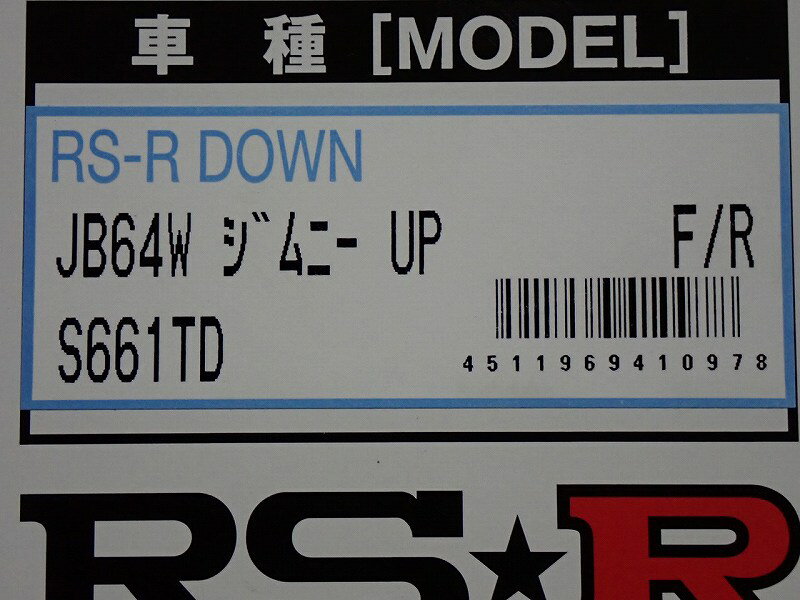 車 種 [MODEL]
RS-R DOWN
JB64W ジムニー UP F/R
S661TD
4511969410978
RS★R